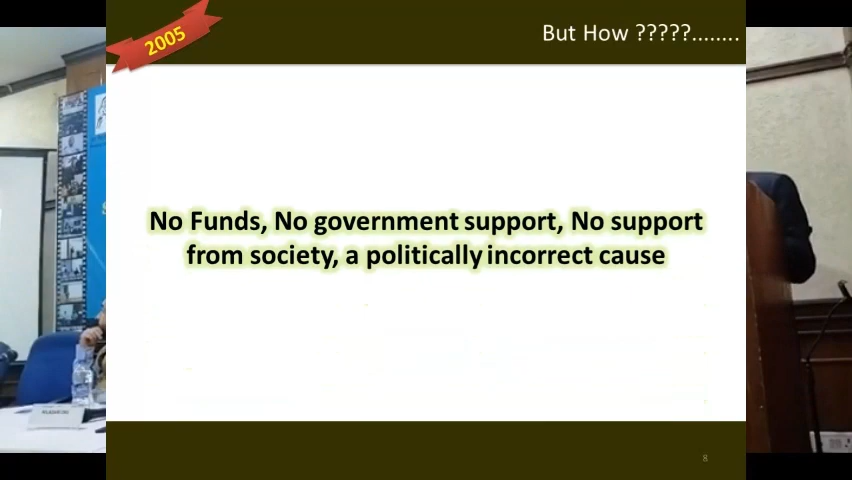 2005
But How ?????........
No Funds, No government support, No support
from society, a politically incorrect cause
8